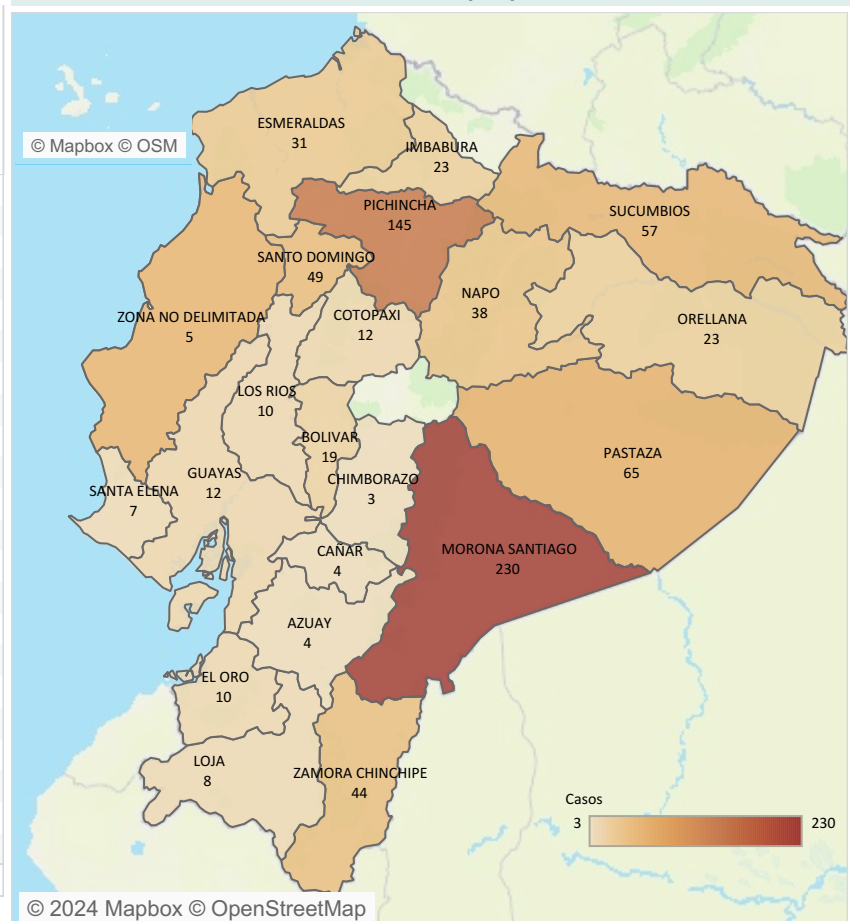 © Mapbox © OSM
ESMERALDAS
31
IMBABURA
23
PICHINCHA
145
SUCUMBIOS
57
SANTO DOMINGO
49
NAPO
38
ZONA NO DELIMITADA
5
COTOPAXI
12
ORELLANA
23
LOS RIOS
10
BOLIVAR
19
PASTAZA
65
GUAYAS
12
CHIMBORAZO
3
SANTA ELENA
7
MORONA SANTIAGO
230
CAÑAR
4
AZUAY
4
EL ORO
10
LOJA
8
ZAMORA CHINCHIPE
44
Casos
3
230
© 2024 Mapbox © OpenStreetMap